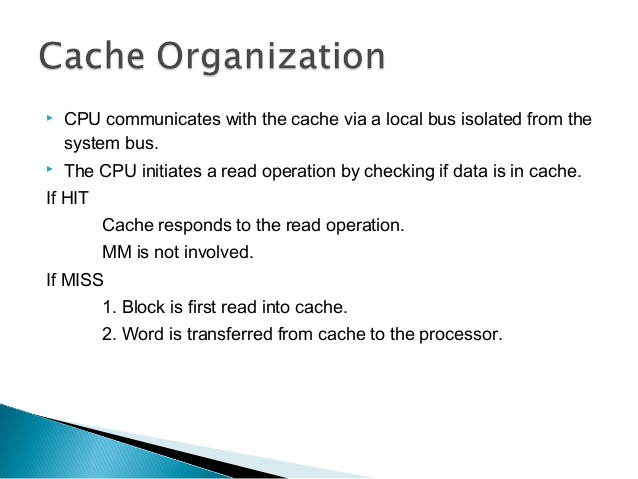 Cache Organization
CPU communicates with the cache via a local bus isolated from the
system bus.
The CPU initiates a read operation by checking if data is in cache.
If HIT
Cache responds to the read operation.
MM is not involved.
If MISS
1. Block is first read into cache.
2. Word is transferred from cache to the processor.